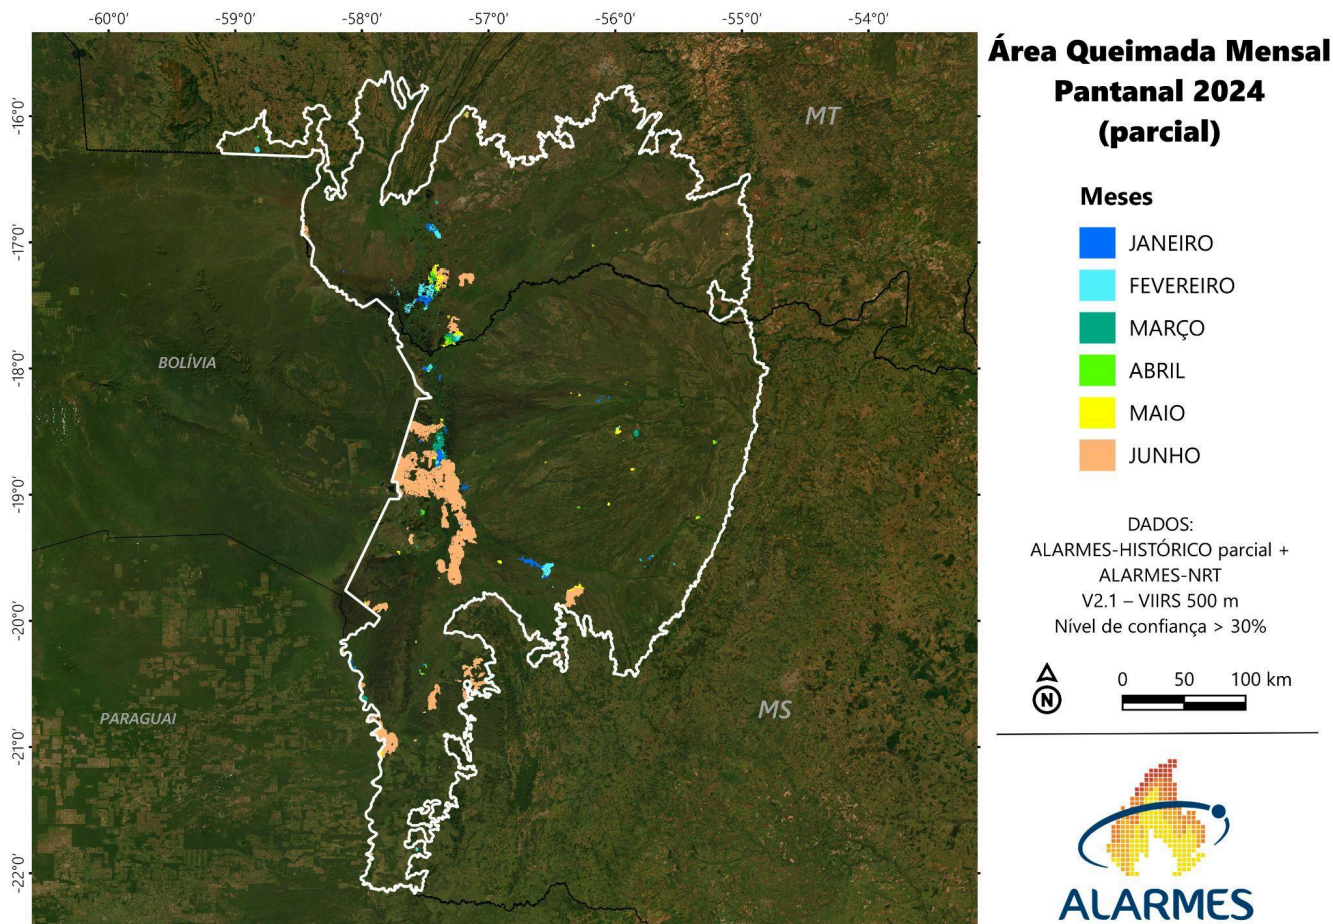 -60°0' -59°0' -58°0' -57°0' -56°0' -55°0' -54°0'
Área Queimada Mensal
Pantanal 2024
(parcial)
-16°0'
-17°0'
-18°0'
-19°0'
-20°0'
-21°0'
-22°0'
MT
BOLÍVIA
PARAGUAI
MS
Meses
JANEIRO
FEVEREIRO
MARÇO
ABRIL
MAIO
JUNHO
DADOS:
ALARMES-HISTÓRICO parcial +
ALARMES-NRT
V2.1 – VIIRS 500 m
Nível de confiança > 30%
N
0 50 100 km
ALARMES